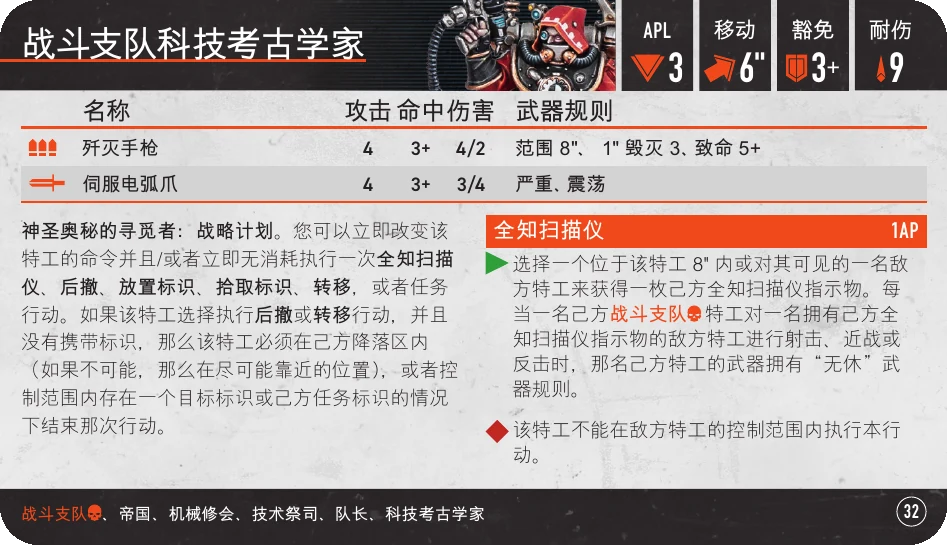 战斗支队科技考古学家
APL 移动 豁免 耐伤
3 6" 3+ 9
名称 攻击 命中 伤害 武器规则
歼灭手枪 4 3+ 4/2 范围 8"、 1" 毁灭 3、致命 5+
伺服电弧爪 4 3+ 3/4 严重、震荡
神圣奥秘的寻觅者：战略计划。您可以立即改变该
特工的命令并且/或者立即无消耗执行一次全知扫描
仪、后撤、放置标识、拾取标识、转移，或者任务
行动。如果该特工选择执行后撤或转移行动，并且
没有携带标识，那么该特工必须在己方降落区内
（如果不可能，那么在尽可能靠近的位置），或者控
制范围内存在一个目标标识或己方任务标识的情况
下结束那次行动。
全知扫描仪 1AP
选择一个位于该特工 8" 内或对其可见的一名敌
方特工来获得一枚己方全知扫描仪指示物。每
当一名己方战斗支队特工对一名拥有己方全
知扫描仪指示物的敌方特工进行射击、近战或
反击时，那名己方特工的武器拥有“无休”武
器规则。
该特工不能在敌方特工的控制范围内执行本行
动。
战斗支队、帝国、机械修会、技术祭司、队长、科技考古学家
32